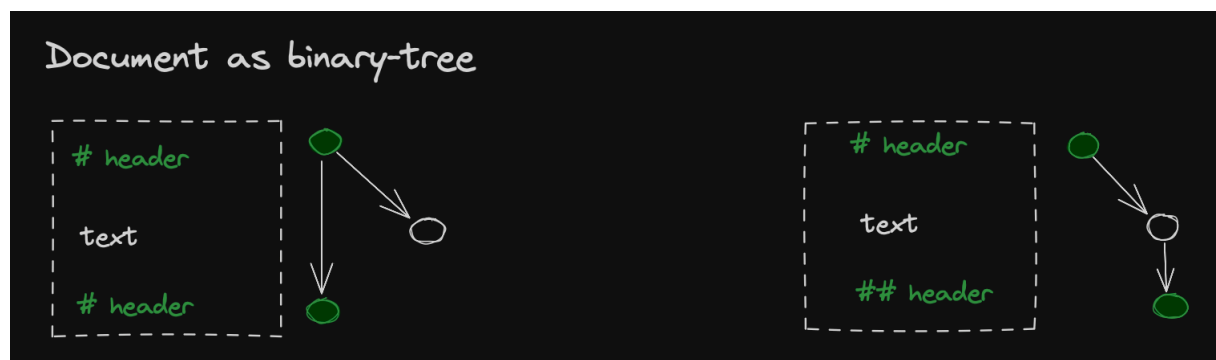 Document as binary-tree
# header
text
# header
# header
text
## header